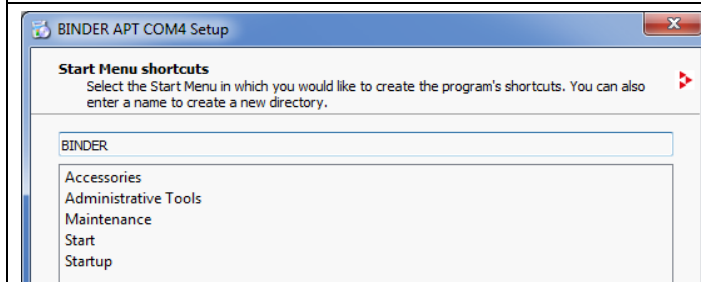 BINDER APT COM4 Setup
Start Menu shortcuts
Select the Start Menu in which you would like to create the program's shortcuts. You can also
enter a name to create a new directory.
BINDER
Accessories
Administrative Tools
Maintenance
Start
Startup